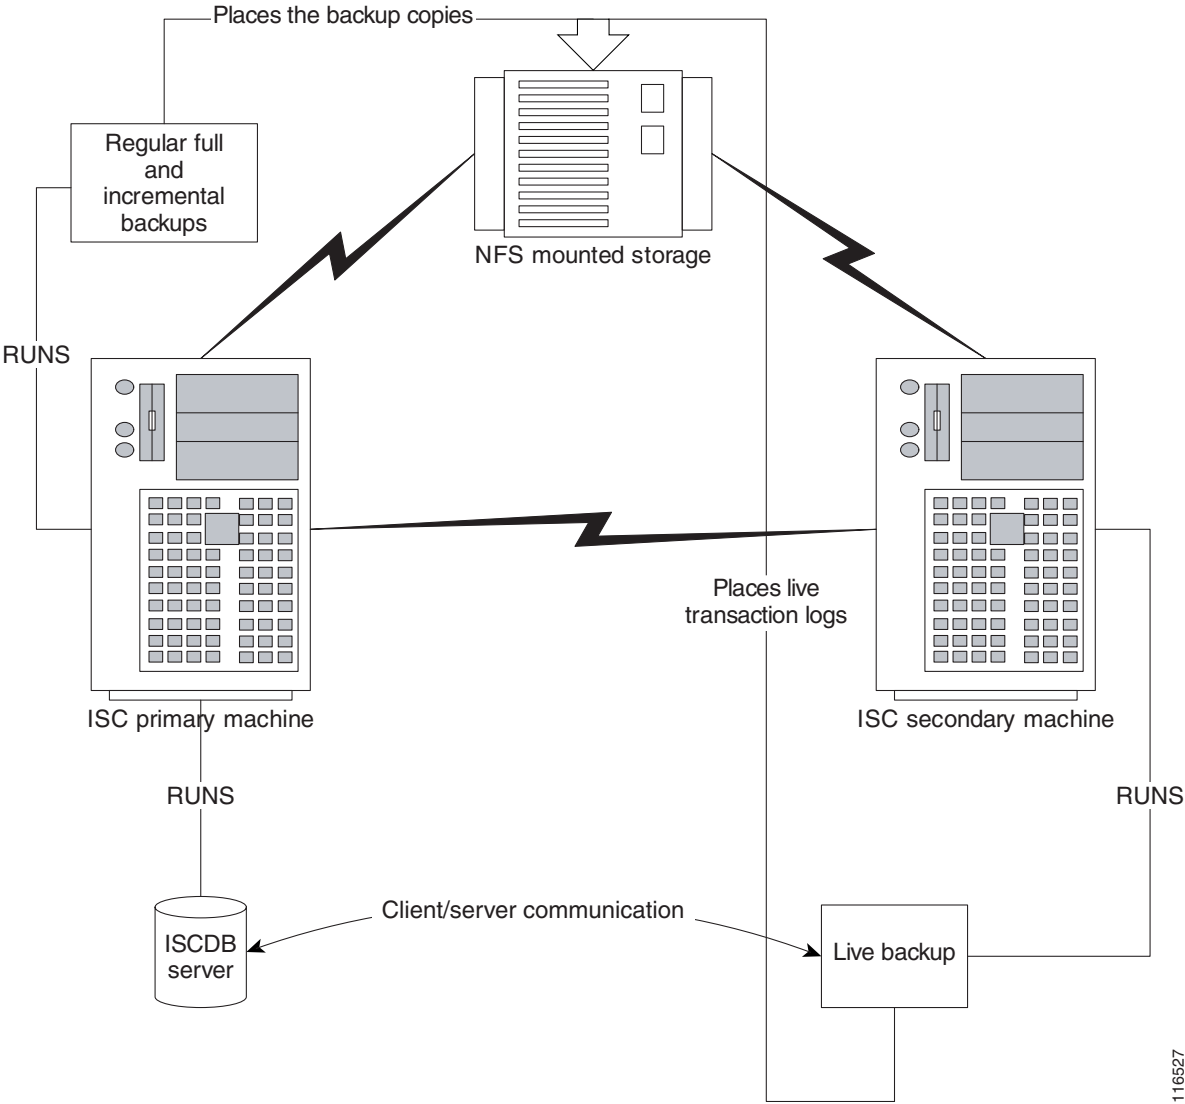 Places the backup copies
Regular full
and
incremental
backups
NFS mounted storage
RUNS
Places live
transaction logs
ISC primary machine
ISC secondary machine
RUNS
RUNS
Client/server communication
ISCDB
server
Live backup
116527